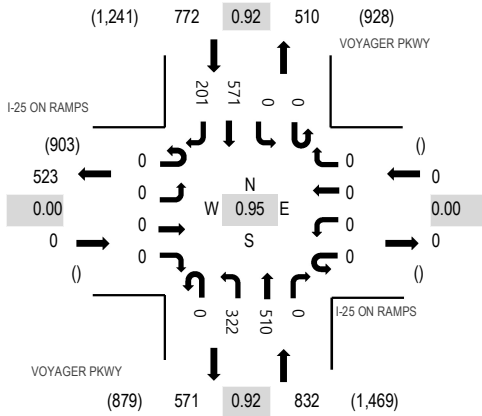 (1,241) 772 0.92 510 (928)
VOYAGER PKWY
201 571 0 0
I-25 ON RAMPS
(903)
0 0 ()
523 0
0 0
N
0.00 W 0.95 E 0.00
0 0
S
0 0 0 0
() ()
0 322 510 0
I-25 ON RAMPS
VOYAGER PKWY
(879) 571 0.92 832 (1,469)